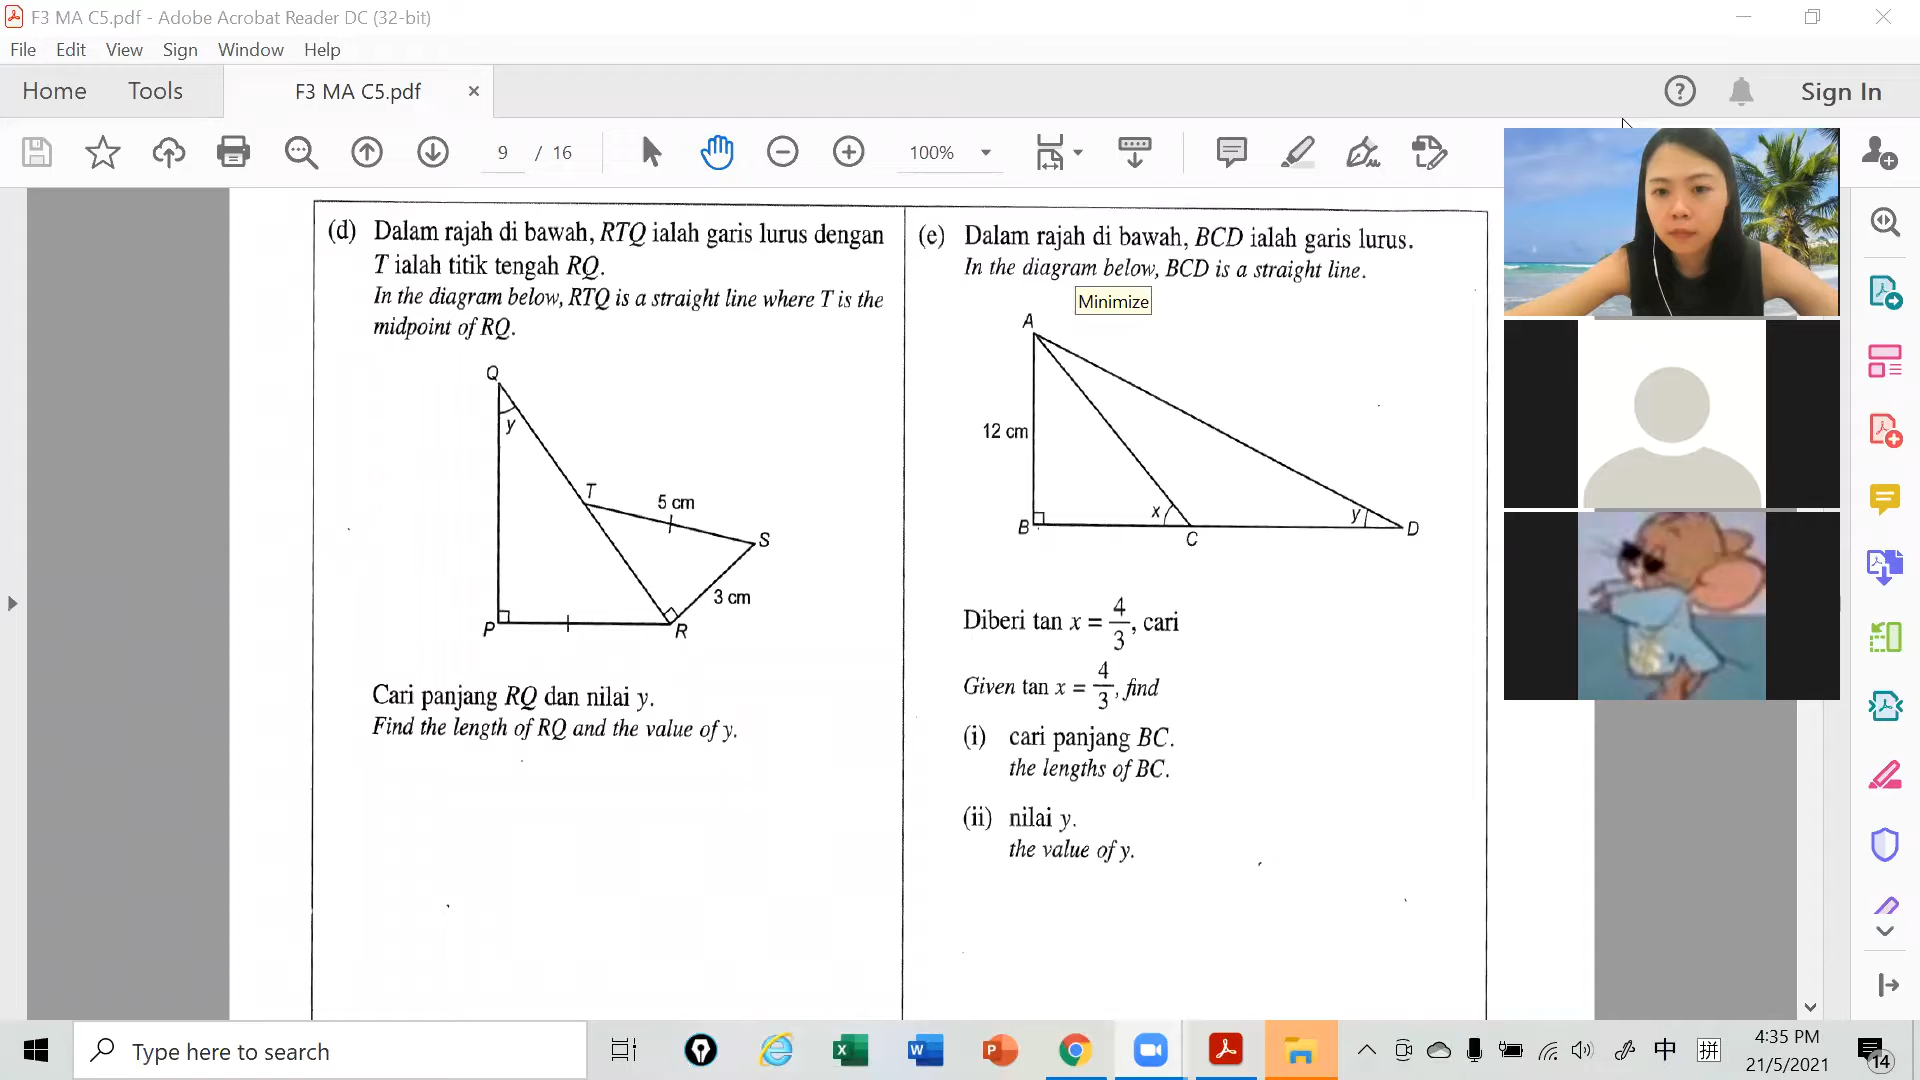 F3 MA C5.pdf - Adobe Acrobat Reader DC (32-bit)
File Edit View Sign Window Help
Home Tools F3 MA C5.pdf × Sign In
9 / 16 100%
(d) Dalam rajah di bawah, RTQ ialah garis lurus dengan
T ialah titik tengah RQ.
In the diagram below, RTQ is a straight line where T is the
midpoint of RQ.
Q
y
T
5 cm
S
3 cm
P
R
Cari panjang RQ dan nilai y.
Find the length of RQ and the value of y.
(e) Dalam rajah di bawah, BCD ialah garis lurus.
In the diagram below, BCD is a straight line.
Minimize
A
12 cm
B
x
C
y
D
Diberi tan x = 4/3, cari
Given tan x = 4/3, find
(i) cari panjang BC.
the lengths of BC.
(ii) nilai y.
the value of y.
Type here to search
中 拼
4:35 PM
21/5/2021
14